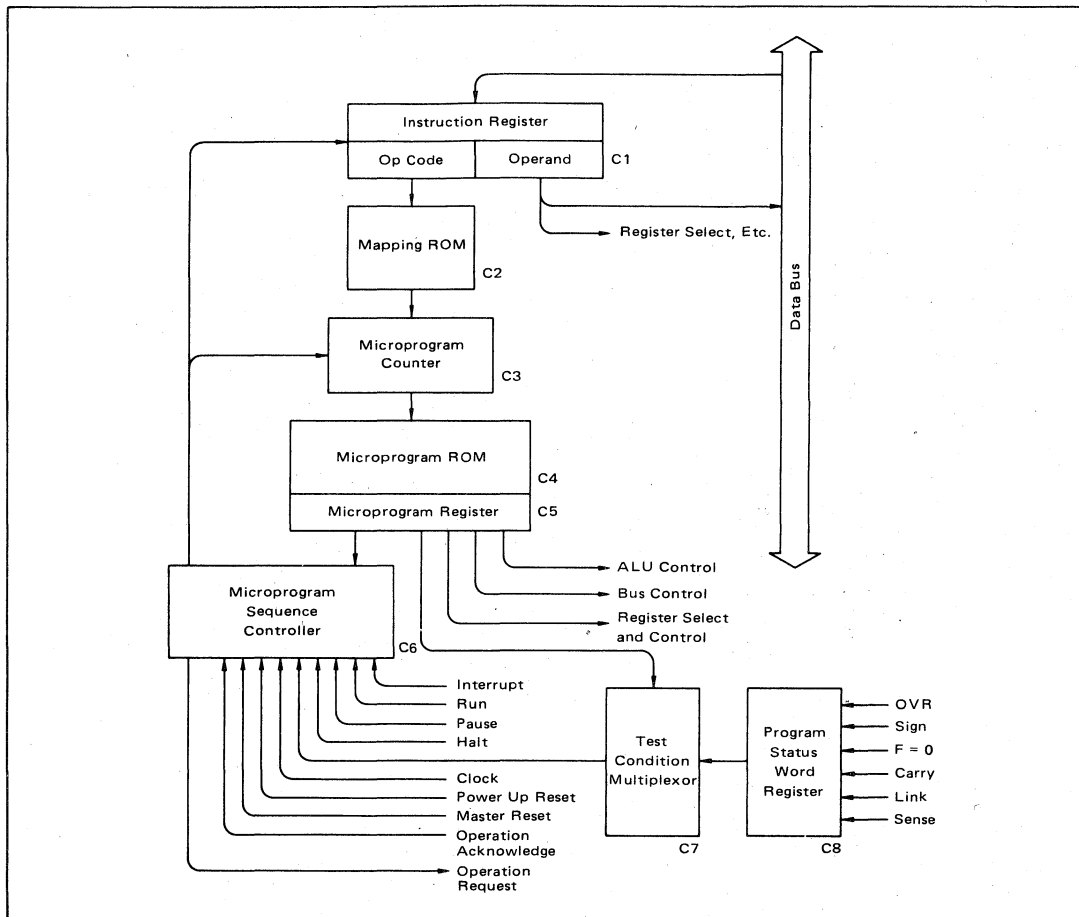 Instruction Register
Op Code
Operand
C1
Register Select, Etc.
Mapping ROM
C2
Data Bus
Microprogram
Counter
C3
Microprogram ROM
C4
Microprogram Register
C5
ALU Control
Bus Control
Register Select
and Control
Microprogram
Sequence
Controller
C6
Interrupt
Run
Pause
Halt
Clock
Power Up Reset
Master Reset
Operation
Acknowledge
Operation
Request
Test
Condition
Multiplexor
C7
Program
Status
Word
Register
C8
OVR
Sign
F = 0
Carry
Link
Sense